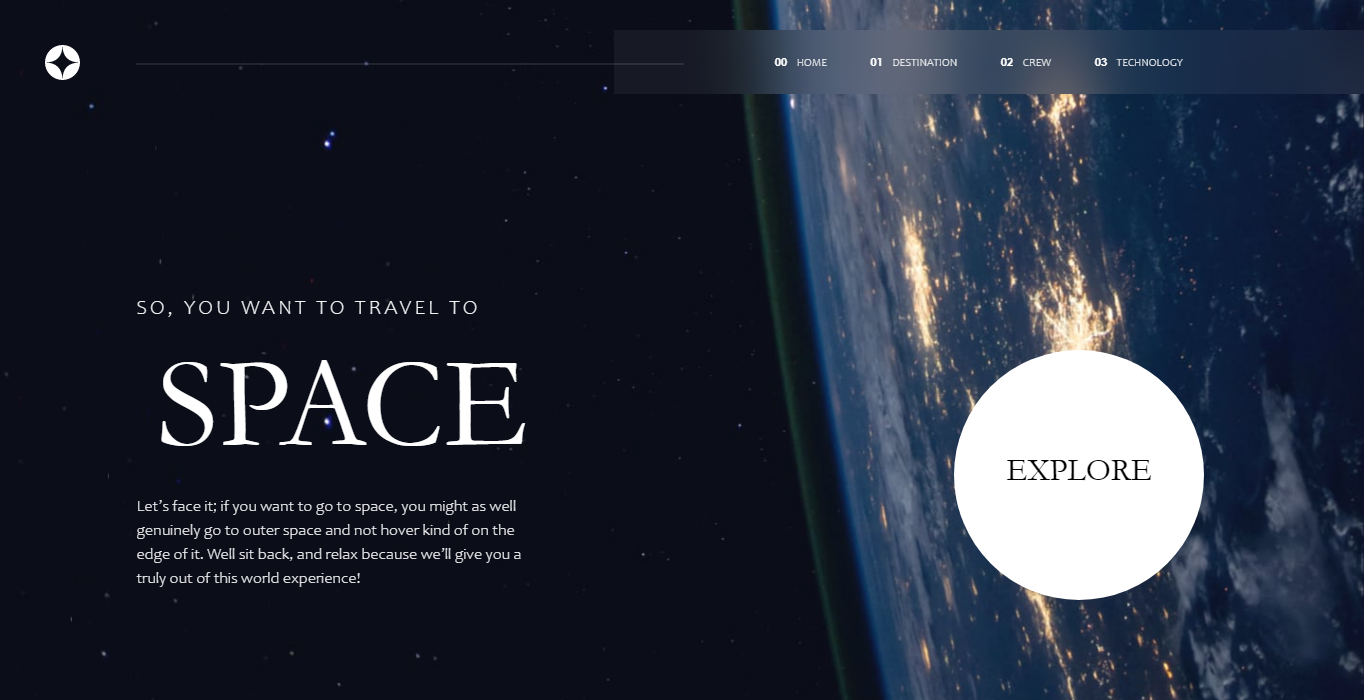 00 HOME 01 DESTINATION 02 CREW 03 TECHNOLOGY
SO, YOU WANT TO TRAVEL TO
SPACE
Let’s face it; if you want to go to space, you might as well
genuinely go to outer space and not hover kind of on the
edge of it. Well sit back, and relax because we’ll give you a
truly out of this world experience!
EXPLORE